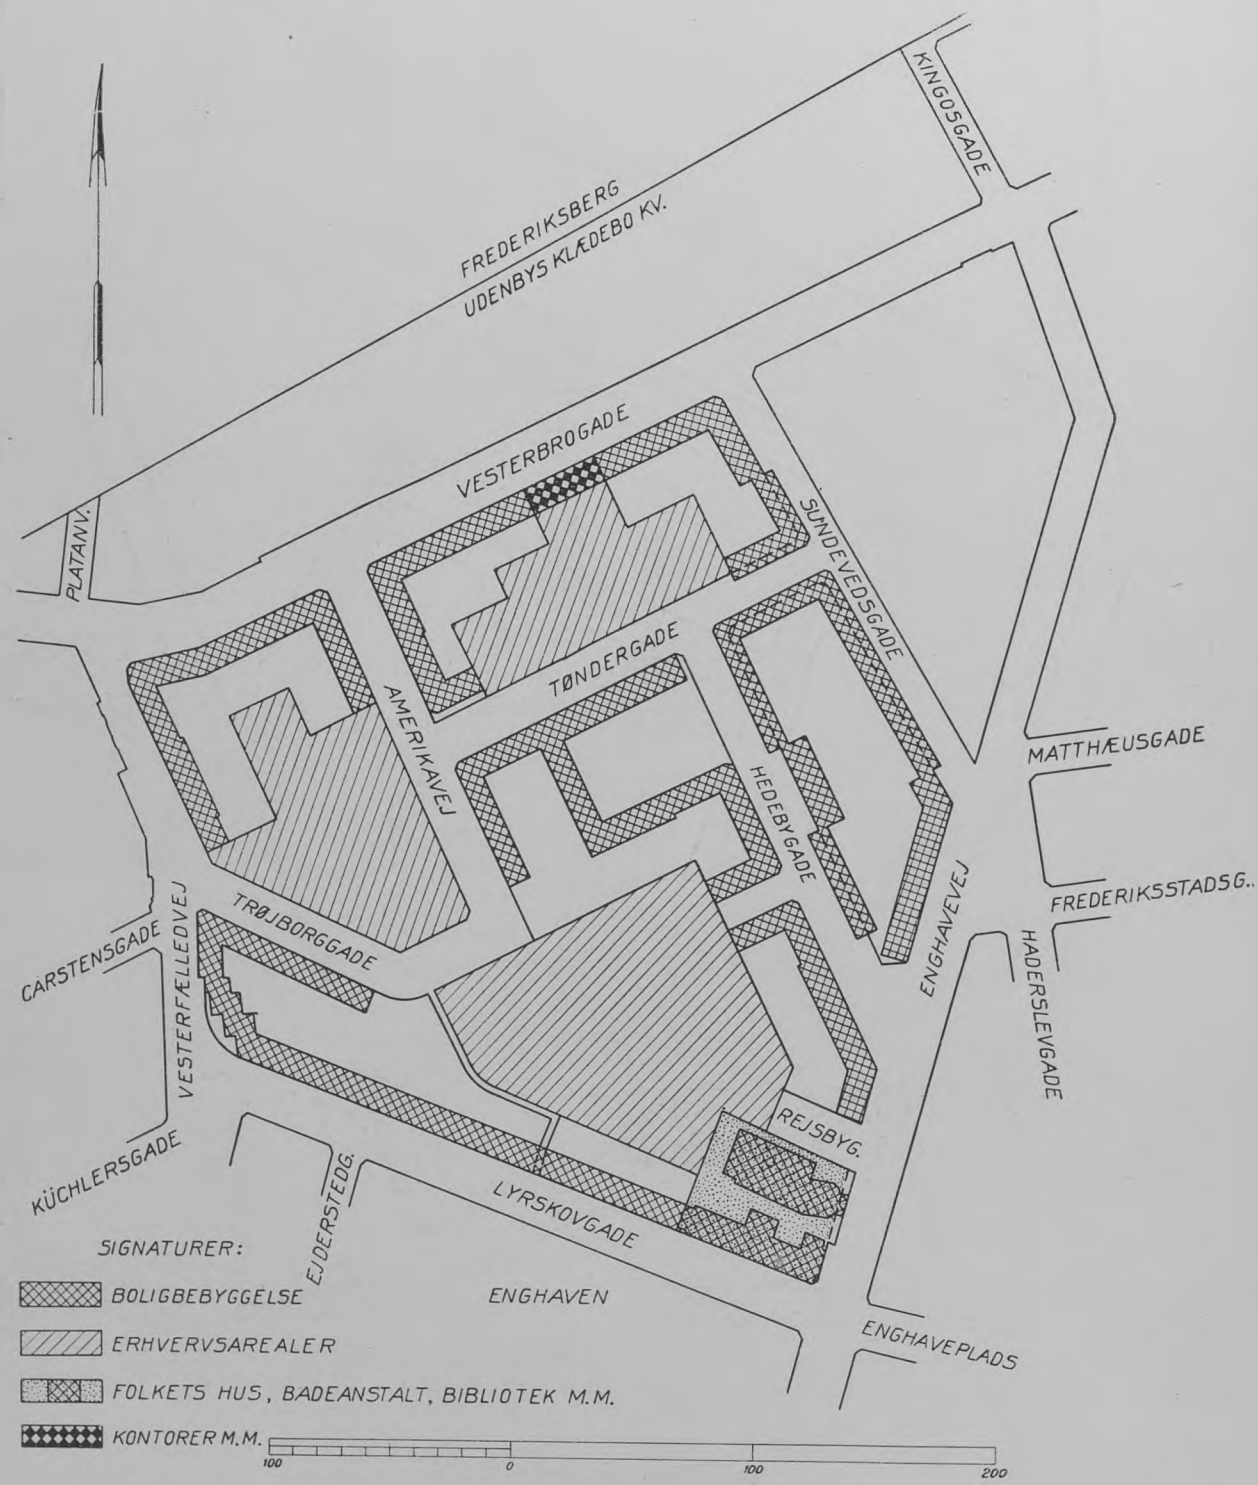 KINGOSGADE
FREDERIKSBERG
UDENBYS KLÆDEBO KV.
VESTERBROGADE
PLATANV.
SUNDEVEDSGADE
TØNDERGADE
AMERIKAVEJ
HEDEBYGADE
MATTHÆUSGADE
FREDERIKSSTADSG..
ENGHAVEVEJ
HADERSLEVGADE
TRØJBORGGADE
CARSTENSGADE
VESTERFÆLLEDVEJ
KÜCHLERSGADE
REJSBYG.
LYRSKOVGADE
EJDERSTEDG.
ENGHAVEN
ENGHAVEPLADS
SIGNATURER:
BOLIGBEBYGGELSE
ERHVERVSAREALER
FOLKETS HUS, BADEANSTALT, BIBLIOTEK M.M.
KONTORER M.M.
100 0 100 200